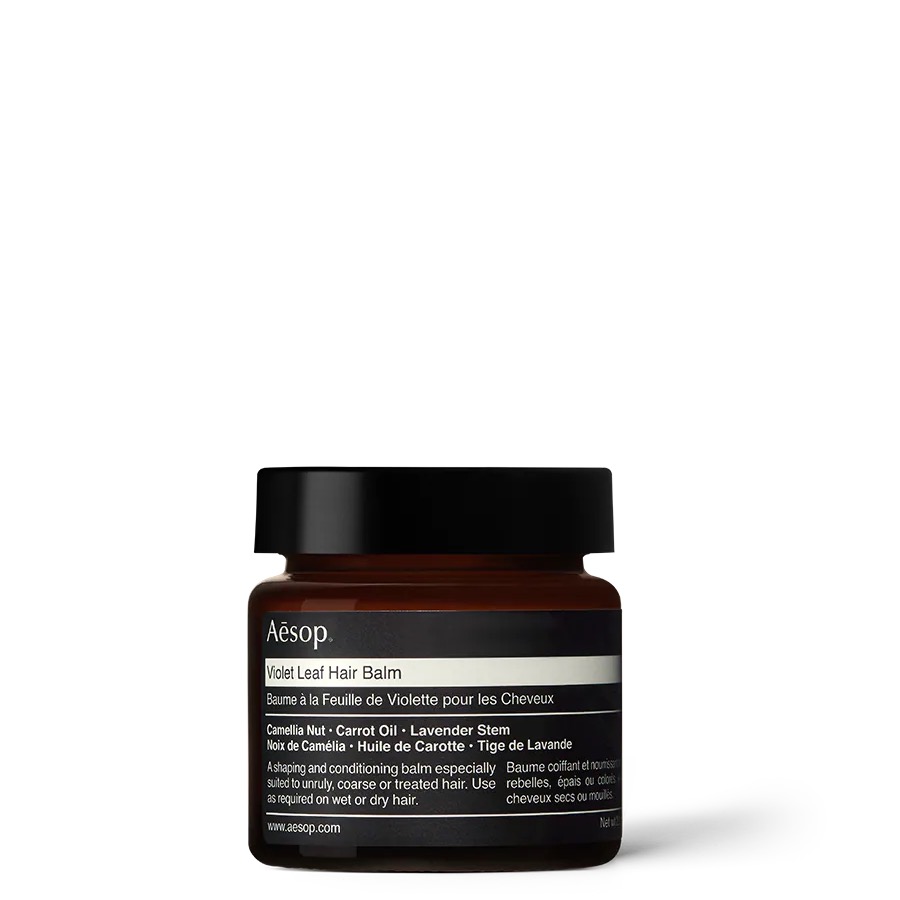 Aēsop
Violet Leaf Hair Balm
Baume à la Feuille de Violette pour les Cheveux
Camellia Nut · Carrot Oil · Lavender Stem
Noix de Camélia · Huile de Carotte · Tige de Lavande
A shaping and conditioning balm especially
suited to unruly, coarse or treated hair. Use
as required on wet or dry hair.
Baume coiffant et
rebelles, épais ou colorés
cheveux secs ou mouillés.
www.aesop.com
Net